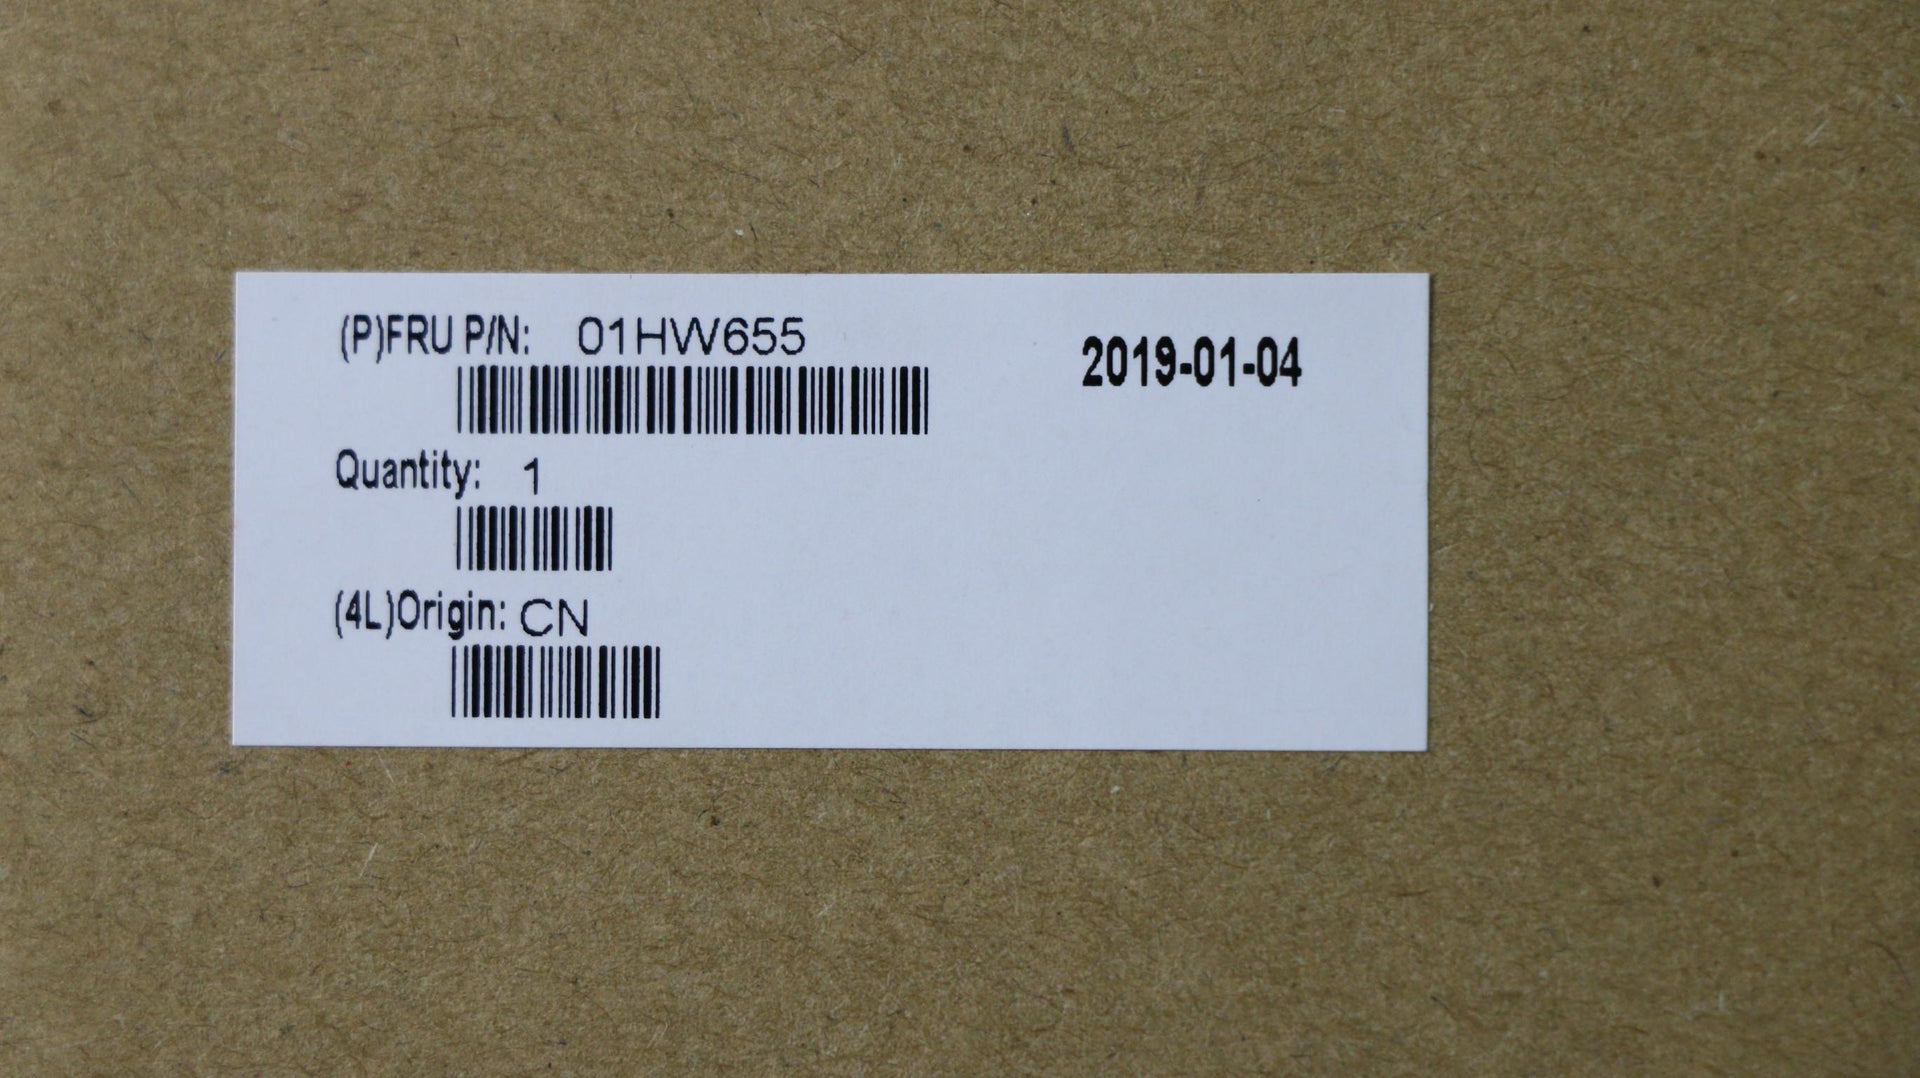 (P)FRU P/N: 01HW655
2019-01-04
Quantity: 1
(4L)Origin: CN